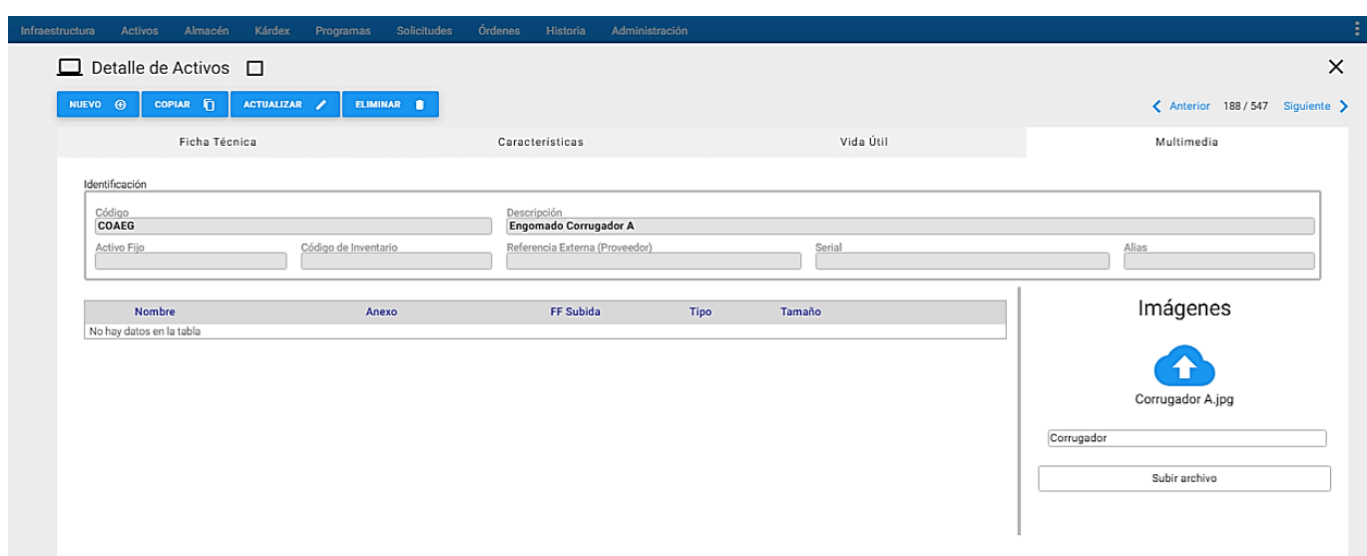 Infraestructura Activos Almacén Kárdex Programas Solicitudes Órdenes Historia Administración
Detalle de Activos
NUEVO COPIAR ACTUALIZAR ELIMINAR Anterior 188 / 547 Siguiente
Ficha Técnica Características Vida Útil Multimedia
Identificación
Código Descripción
COAEG Engomado Corrugador A
Activo Fijo Código de Inventario Referencia Externa (Proveedor) Serial Alias
Nombre Anexo FF Subida Tipo Tamaño
No hay datos en la tabla
Imágenes
Corrugador A.jpg
Corrugador
Subir archivo